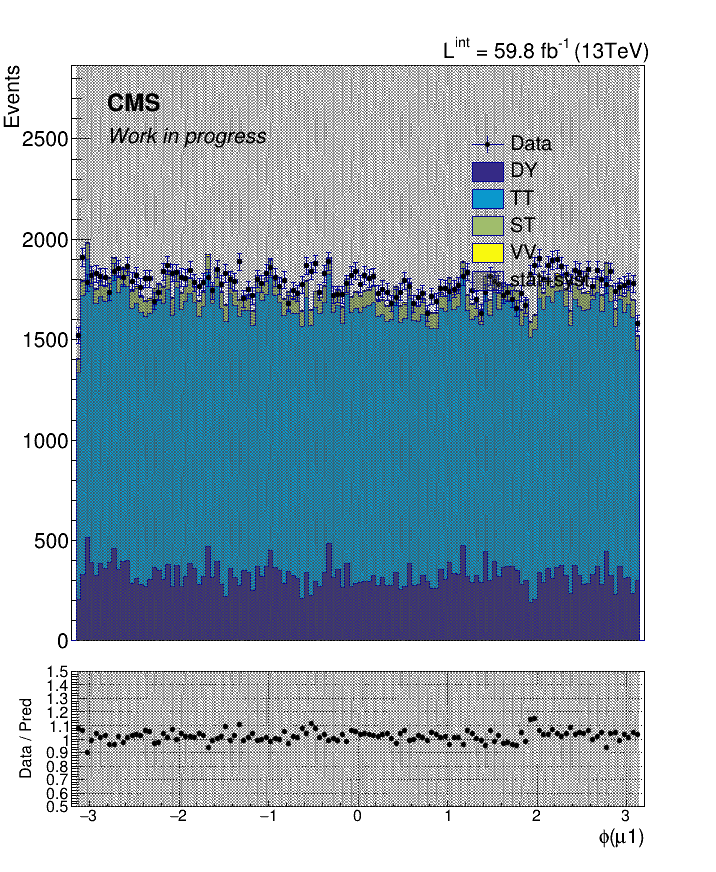 L^int = 59.8 fb^-1 (13TeV)
Events
CMS
Work in progress
Data
DY
TT
ST
VV
2500
2000
1500
1000
500
0
Data / Pred
1.5
1.4
1.3
1.2
1.1
1
0.9
0.8
0.7
0.6
0.5
−3 −2 −1 0 1 2 3
ϕ(μ1)